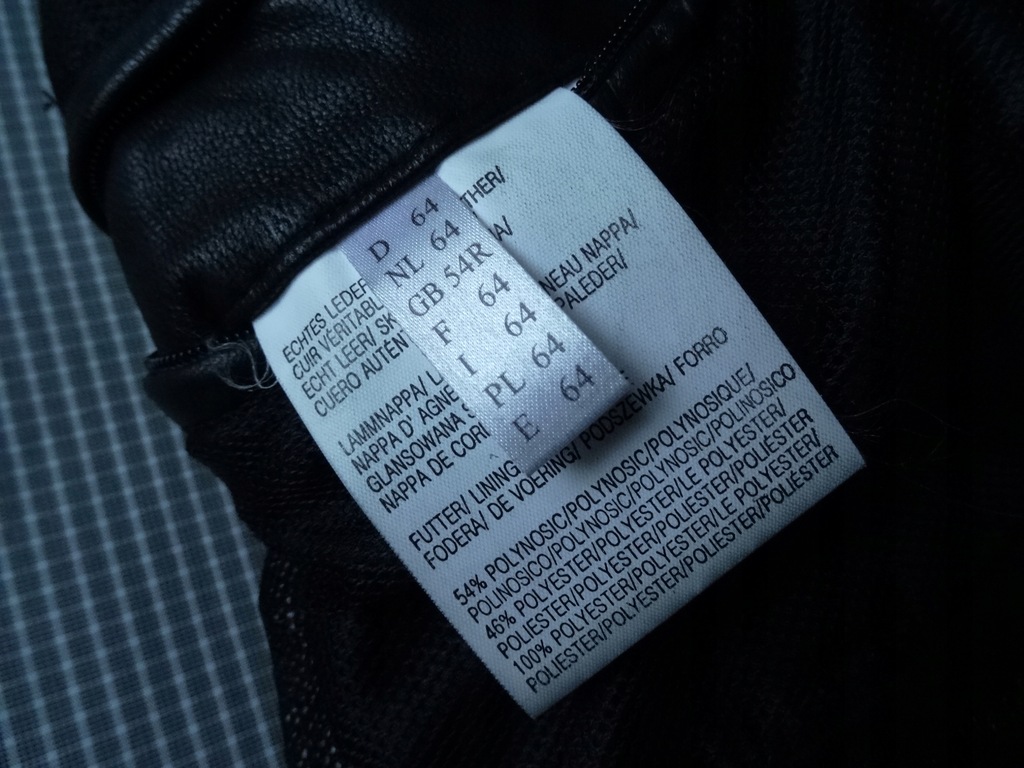 D 64
NL 64
GB 54R
F 64
I 64
PL 64
E 64
ECHTES LEDER THER/
CUIR VÉRITABL
ECHT LEER/ SK A/
CUERO AUTÉN
LAMMNAPPA/ L NEAU NAPPA/
NAPPA D' AGNE PALEDER/
GLANSOWANA S
NAPPA DE COR
FUTTER/ LINING
FODERA/ DE VOERING/ PODSZEWKA/ FORRO
54% POLYNOSIC/POLYNOSIC/POLYNOSIQUE/
POLINOSICO/POLYNOSIC/POLYNOSIC/POLINOSICO
46% POLYESTER/POLYESTER/LE POLYESTER/
POLIESTER/POLYESTER/POLIESTER/POLIÉSTER
100% POLYESTER/POLYESTER/LE POLYESTER/
POLIESTER/POLYESTER/POLIESTER/POLIÉSTER